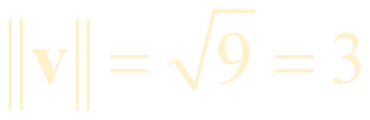 ‖v‖ = √9 = 3